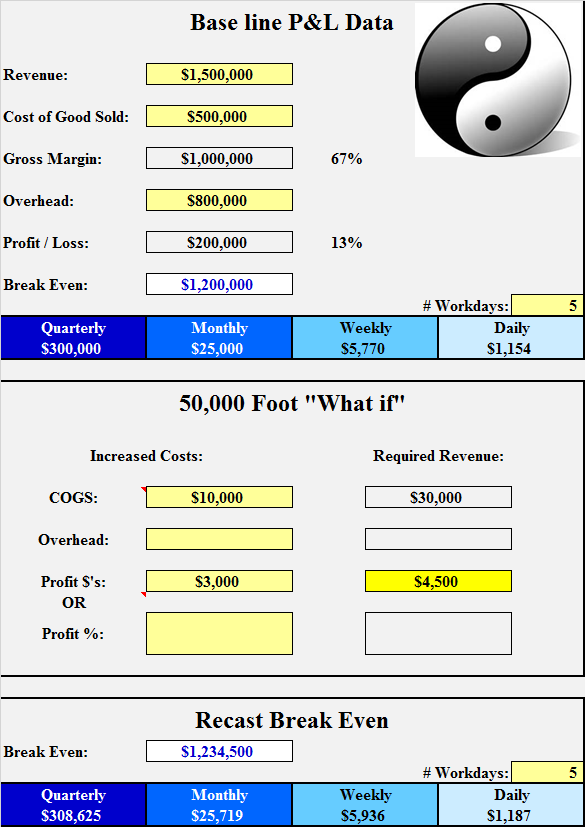 Base line P&L Data
Revenue: $1,500,000
Cost of Good Sold: $500,000
Gross Margin: $1,000,000 67%
Overhead: $800,000
Profit / Loss: $200,000 13%
Break Even: $1,200,000
# Workdays: 5
Quarterly Monthly Weekly Daily
$300,000 $25,000 $5,770 $1,154
50,000 Foot "What if"
Increased Costs: Required Revenue:
COGS: $10,000 $30,000
Overhead:
Profit $'s: $3,000 $4,500
OR
Profit %:
Recast Break Even
Break Even: $1,234,500
# Workdays: 5
Quarterly Monthly Weekly Daily
$308,625 $25,719 $5,936 $1,187